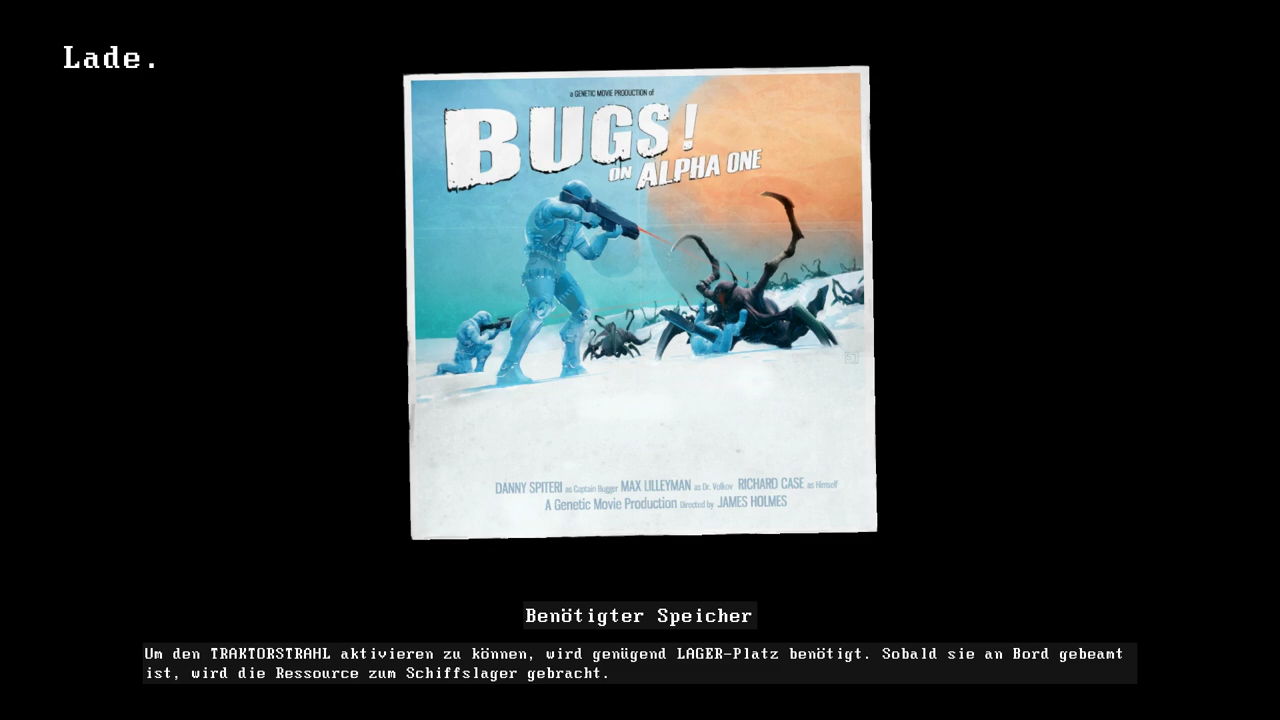 Lade.
a GENETIC MOVIE PRODUCTION of
BUGS!
ON ALPHA ONE
DANNY SPITERI as Captain Bugger MAX LILLEYMAN as Dr. Volkov RICHARD CASE as Himself
A Genetic Movie Production Directed by JAMES HOLMES
Benötigter Speicher
Um den TRAKTORSTRAHL aktivieren zu können, wird genügend LAGER-Platz benötigt. Sobald sie an Bord gebeamt
ist, wird die Ressource zum Schiffslager gebracht.